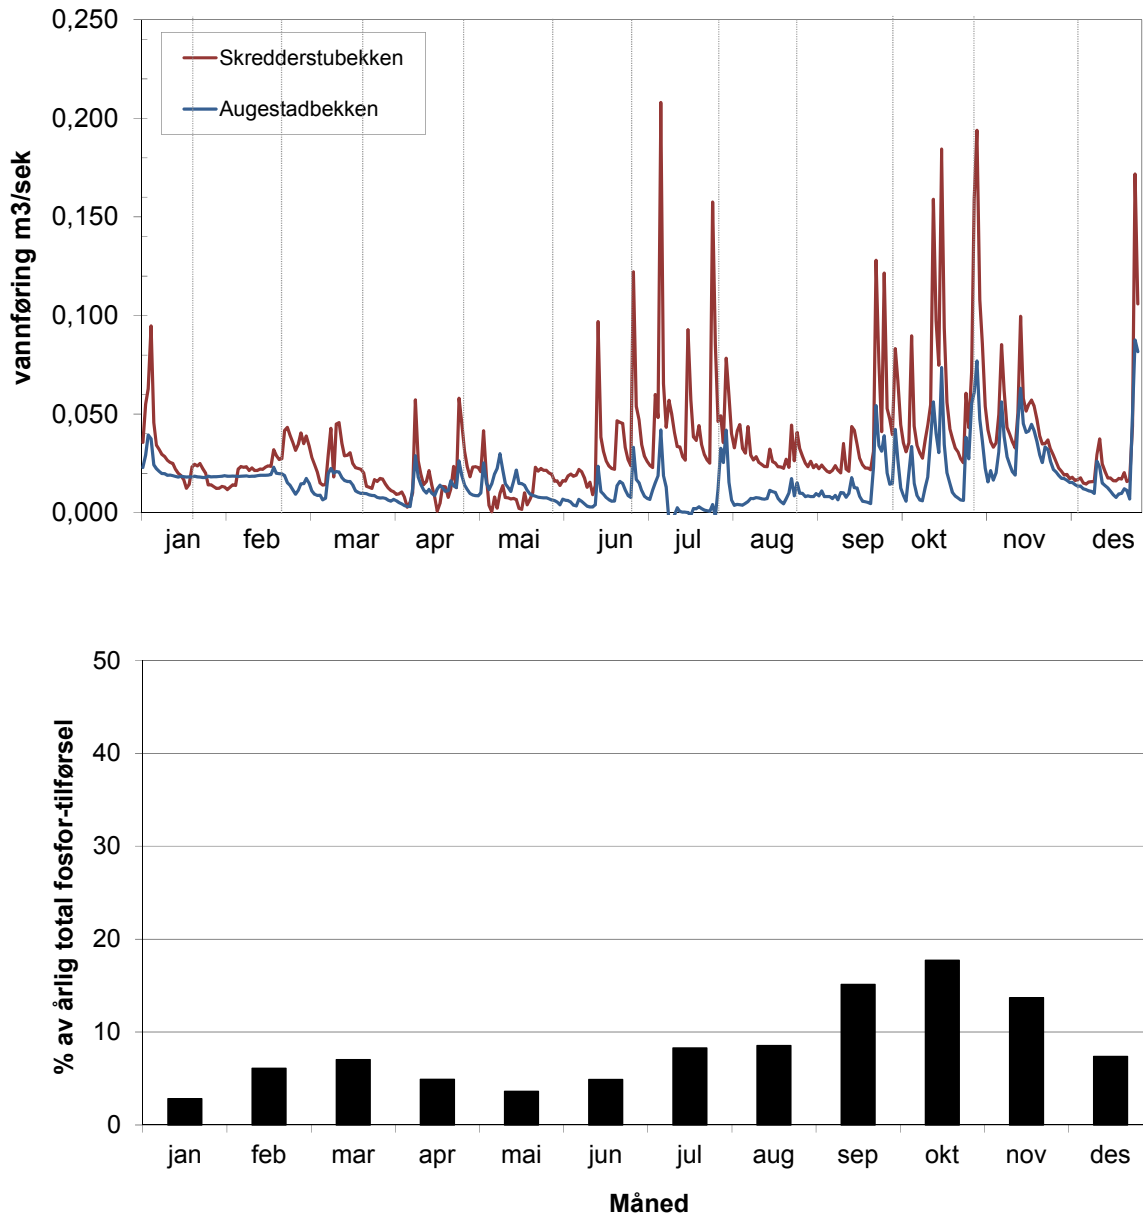 0,250
0,200
0,150
0,100
0,050
0,000
vannføring m3/sek
Skredderstubekken
Augestadbekken
jan feb mar apr mai jun jul aug sep okt nov des
50
40
30
20
10
0
% av årlig total fosfor-tilførsel
jan feb mar apr mai jun jul aug sep okt nov des
Måned